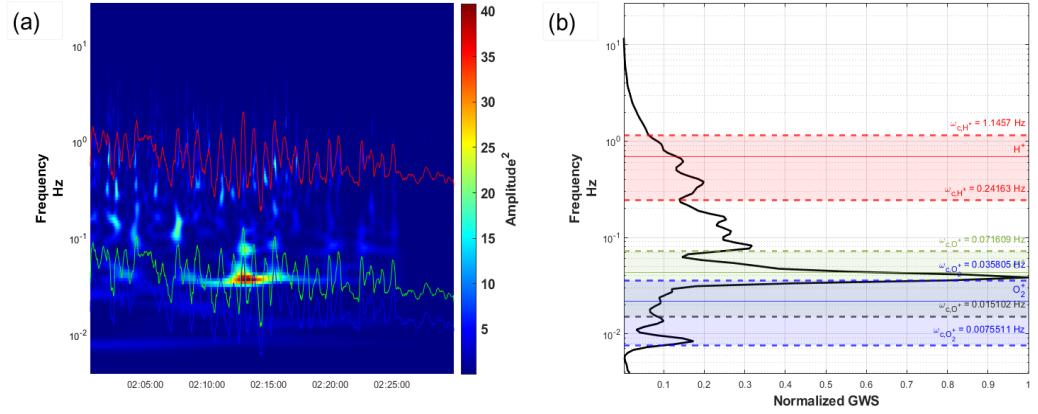 (a)
Frequency
Hz
10^1
10^0
10^-1
10^-2
02:05:00
02:10:00
02:15:00
02:20:00
02:25:00
40
35
30
25
20
15
10
5
Amplitude^2
(b)
Frequency
Hz
10^1
10^0
10^-1
10^-2
ω_c,H^+ = 1.1457 Hz
H^+
ω_c,H^+ = 0.24163 Hz
ω_c,O^+ = 0.071609 Hz
ω_c,O_2^+ = 0.035805 Hz
O_2^+
ω_c,O^+ = 0.015102 Hz
ω_c,O_2^+ = 0.0075511 Hz
0.1
0.2
0.3
0.4
0.5
0.6
0.7
0.8
0.9
1
Normalized GWS